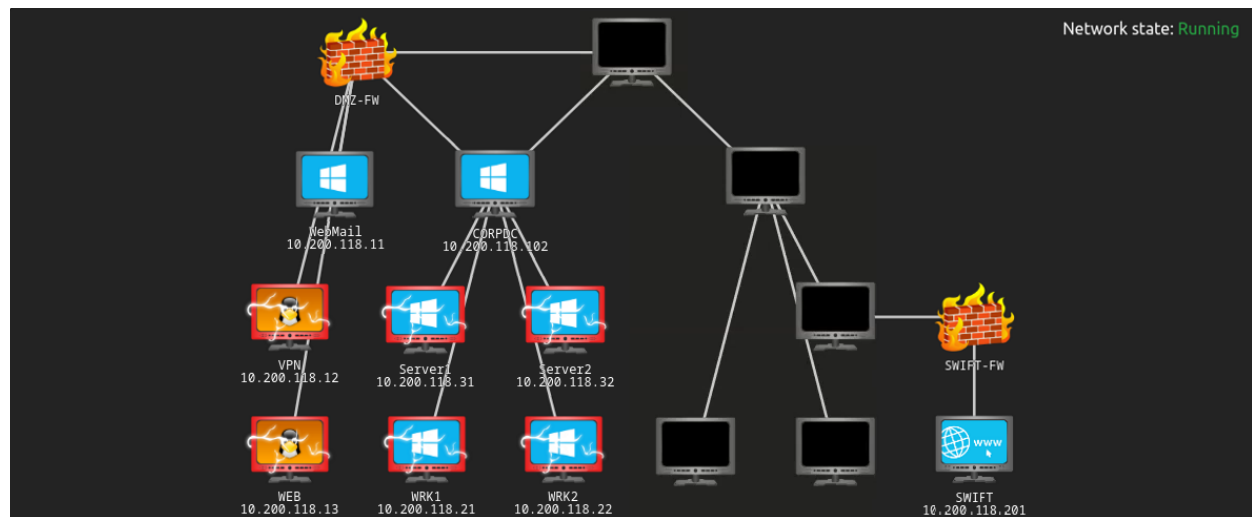 Network state: Running
DMZ-FW
WebMail
10.200.118.11
CORPDC
10.200.118.102
VPN
10.200.118.12
Server1
10.200.118.31
Server2
10.200.118.32
SWIFT-FW
www
WEB
10.200.118.13
WRK1
10.200.118.21
WRK2
10.200.118.22
SWIFT
10.200.118.201